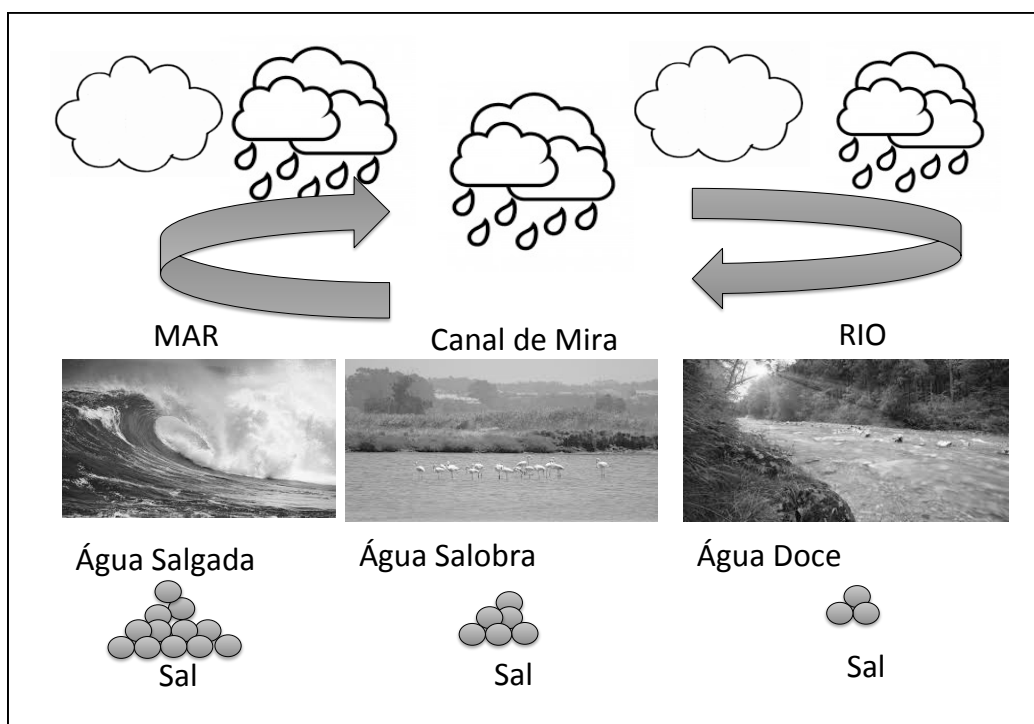 MAR
Canal de Mira
RIO
Água Salgada
Água Salobra
Água Doce
Sal
Sal
Sal